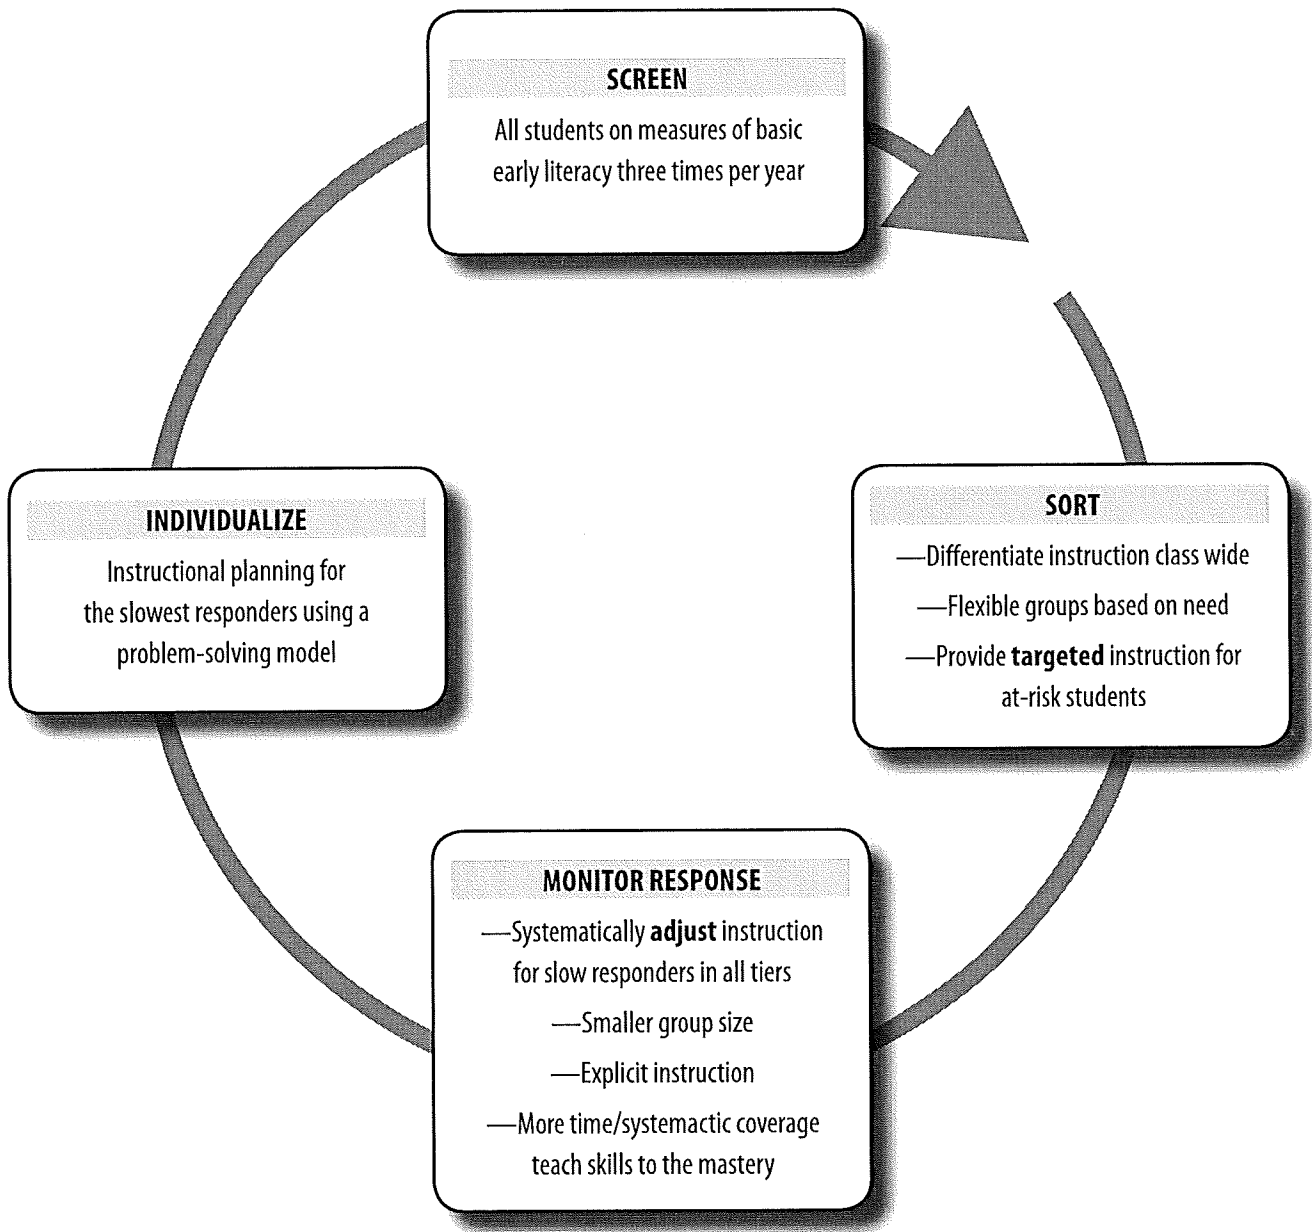 SCREEN
All students on measures of basic
early literacy three times per year
SORT
—Differentiate instruction class wide
—Flexible groups based on need
—Provide targeted instruction for
at-risk students
MONITOR RESPONSE
—Systematically adjust instruction
for slow responders in all tiers
—Smaller group size
—Explicit instruction
—More time/systemactic coverage
teach skills to the mastery
INDIVIDUALIZE
Instructional planning for
the slowest responders using a
problem-solving model